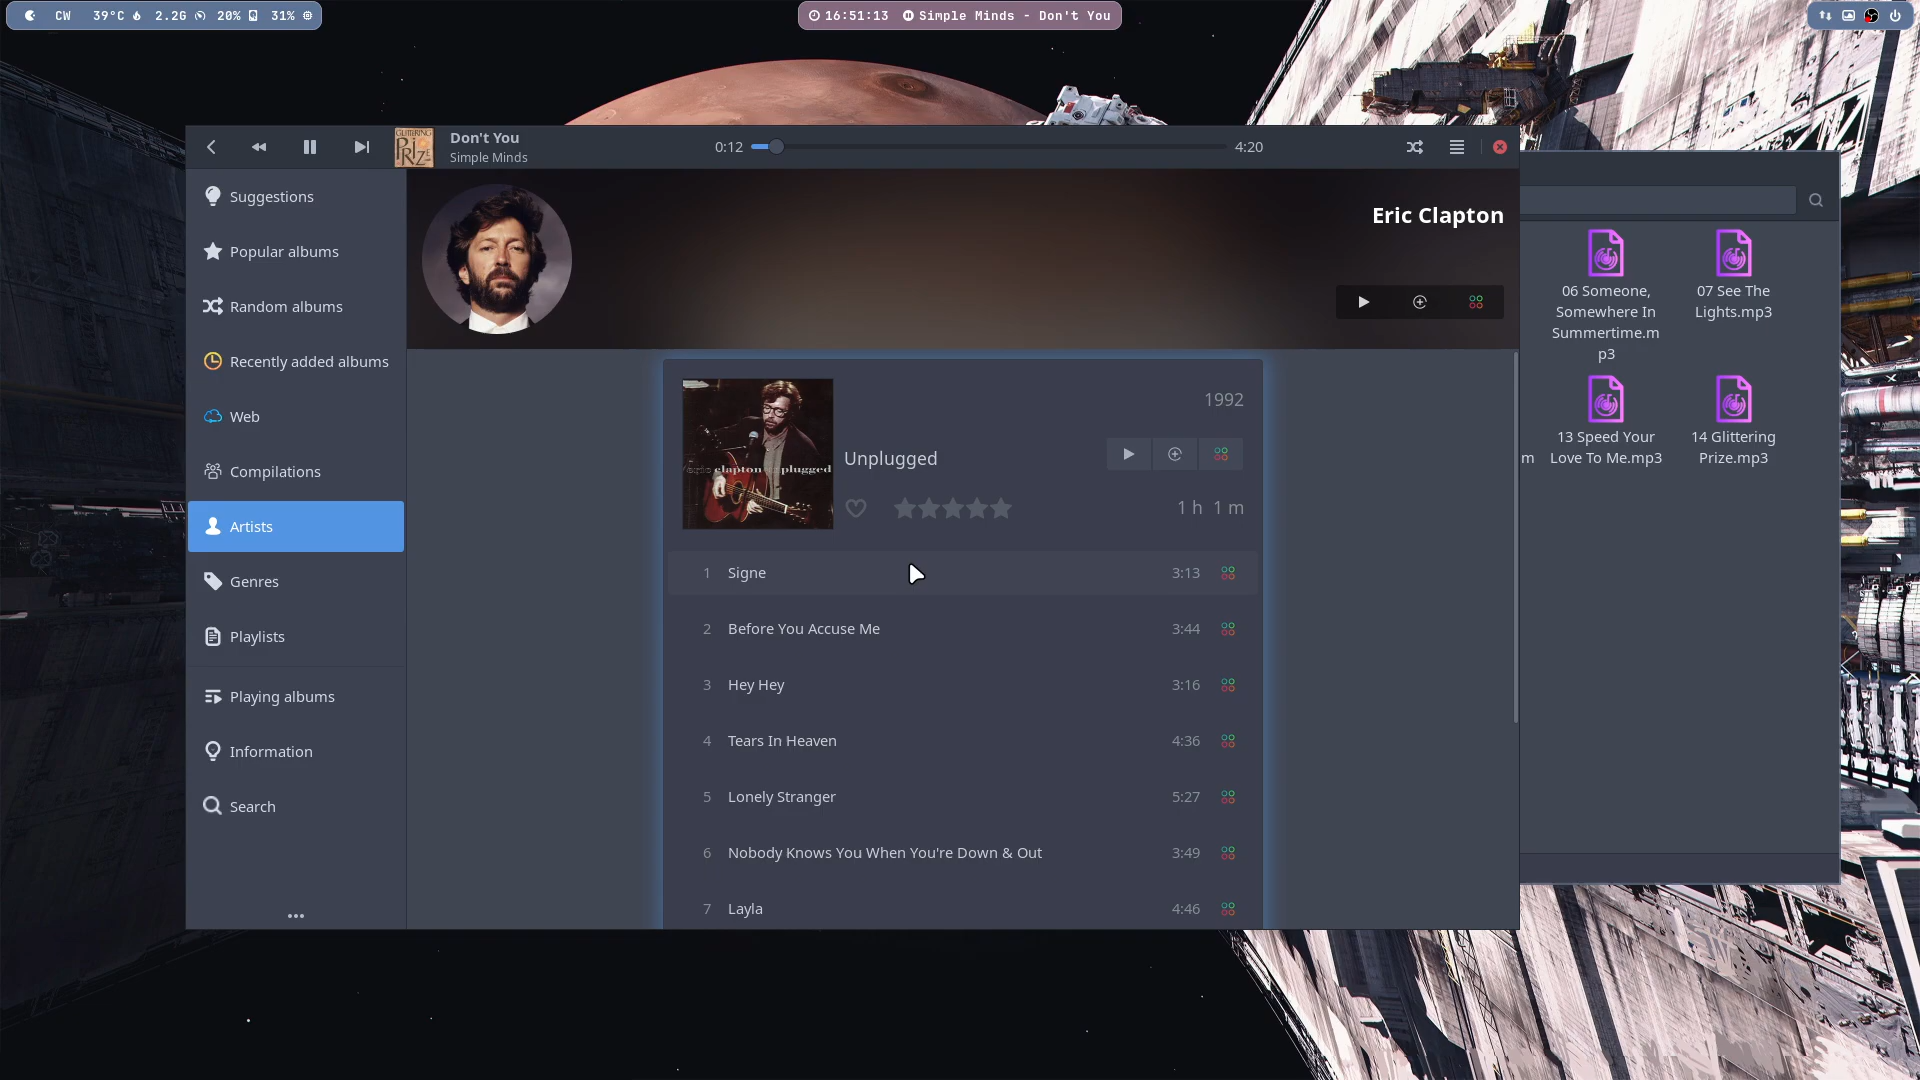 CW 39°C 2.2G 20% 31%
16:51:13 Simple Minds - Don't You
Don't You
Simple Minds
0:12
4:20
Suggestions
Popular albums
Random albums
Recently added albums
Web
Compilations
Artists
Genres
Playlists
Playing albums
Information
Search
Eric Clapton
1992
eric clapton unplugged
Unplugged
1 h 1 m
1 Signe 3:13
2 Before You Accuse Me 3:44
3 Hey Hey 3:16
4 Tears In Heaven 4:36
5 Lonely Stranger 5:27
6 Nobody Knows You When You're Down & Out 3:49
7 Layla 4:46
06 Someone,
Somewhere In
Summertime.m
p3
07 See The
Lights.mp3
m
13 Speed Your
Love To Me.mp3
14 Glittering
Prize.mp3